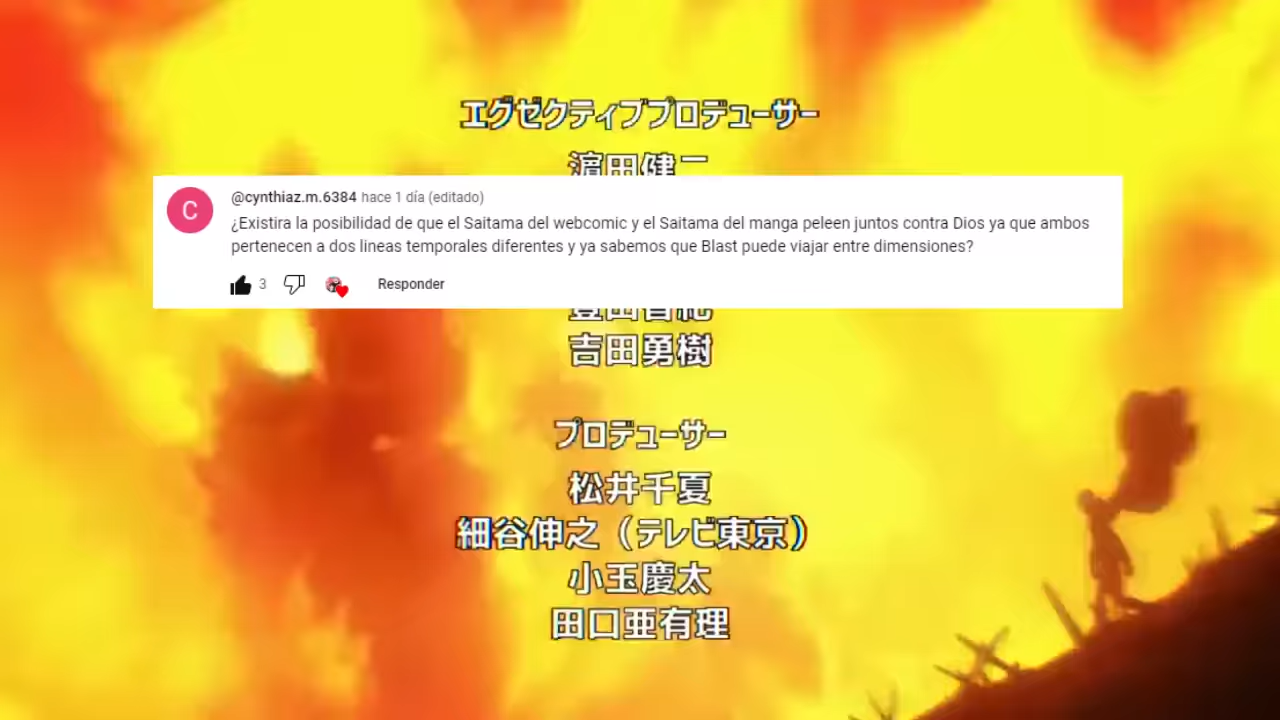 エグゼクティブプロデューサー
濵田健二
C
@cynthiaz.m.6384 hace 1 día (editado)
¿Existira la posibilidad de que el Saitama del webcomic y el Saitama del manga peleen juntos contra Dios ya que ambos
pertenecen a dos lineas temporales diferentes y ya sabemos que Blast puede viajar entre dimensiones?
3 Responder
吉田勇樹
プロデューサー
松井千夏
細谷伸之（テレビ東京）
小玉慶太
田口亜有理